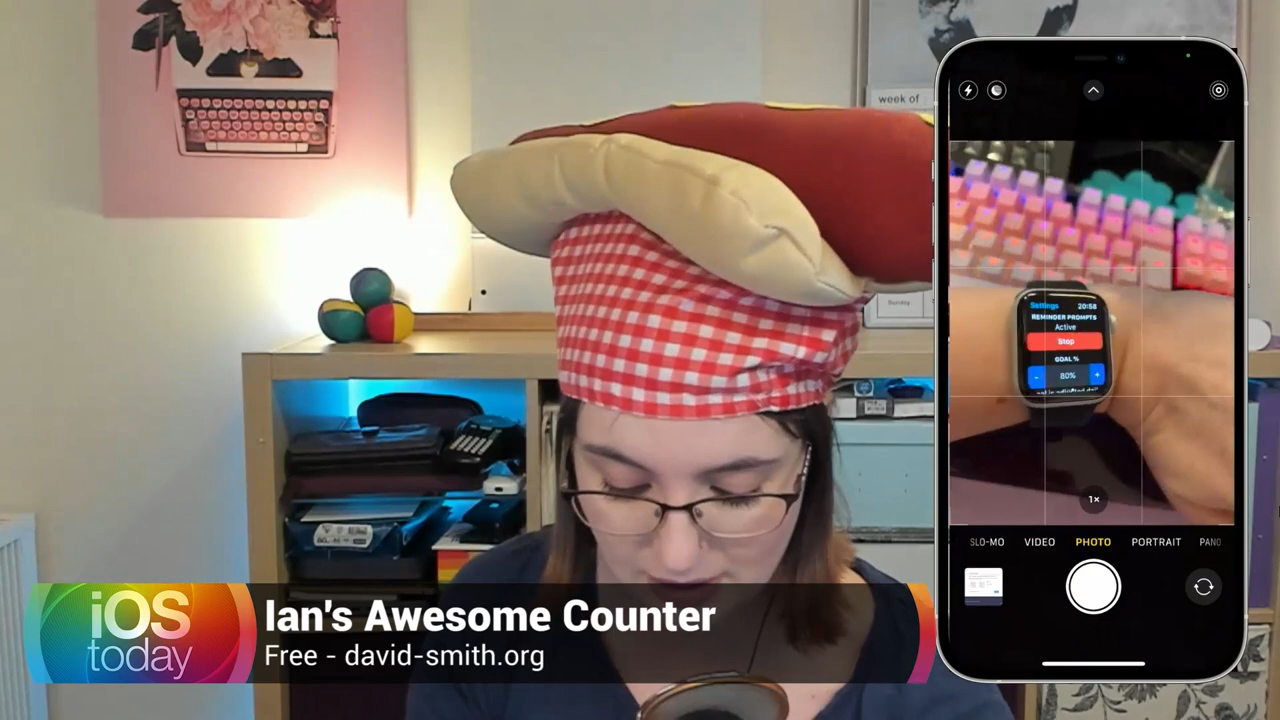 week of
Sunday
Settings 20:58
REMINDER PROMPTS
Active
Stop
GOAL %
- 80% +
1×
SLO-MO VIDEO PHOTO PORTRAIT PANO
iOS
today
Ian's Awesome Counter
Free - david-smith.org